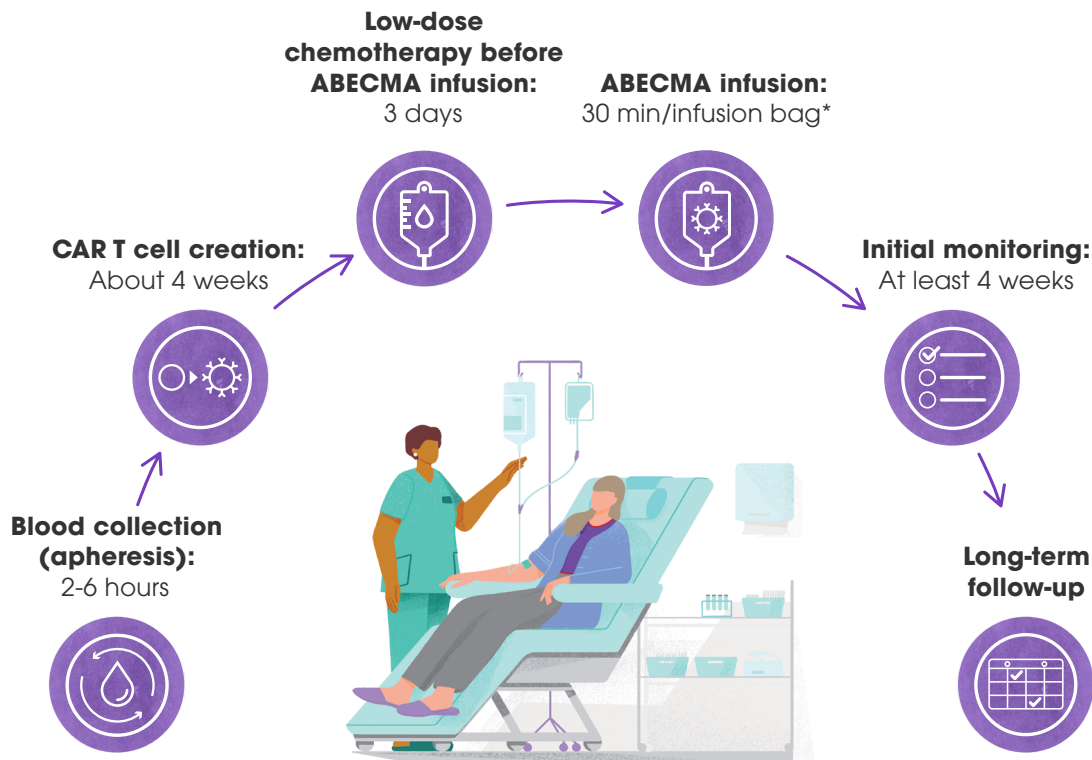 Blood collection
(apheresis):
2-6 hours
CAR T cell creation:
About 4 weeks
Low-dose
chemotherapy before
ABECMA infusion:
3 days
ABECMA infusion:
30 min/infusion bag*
Initial monitoring:
At least 4 weeks
Long-term
follow-up